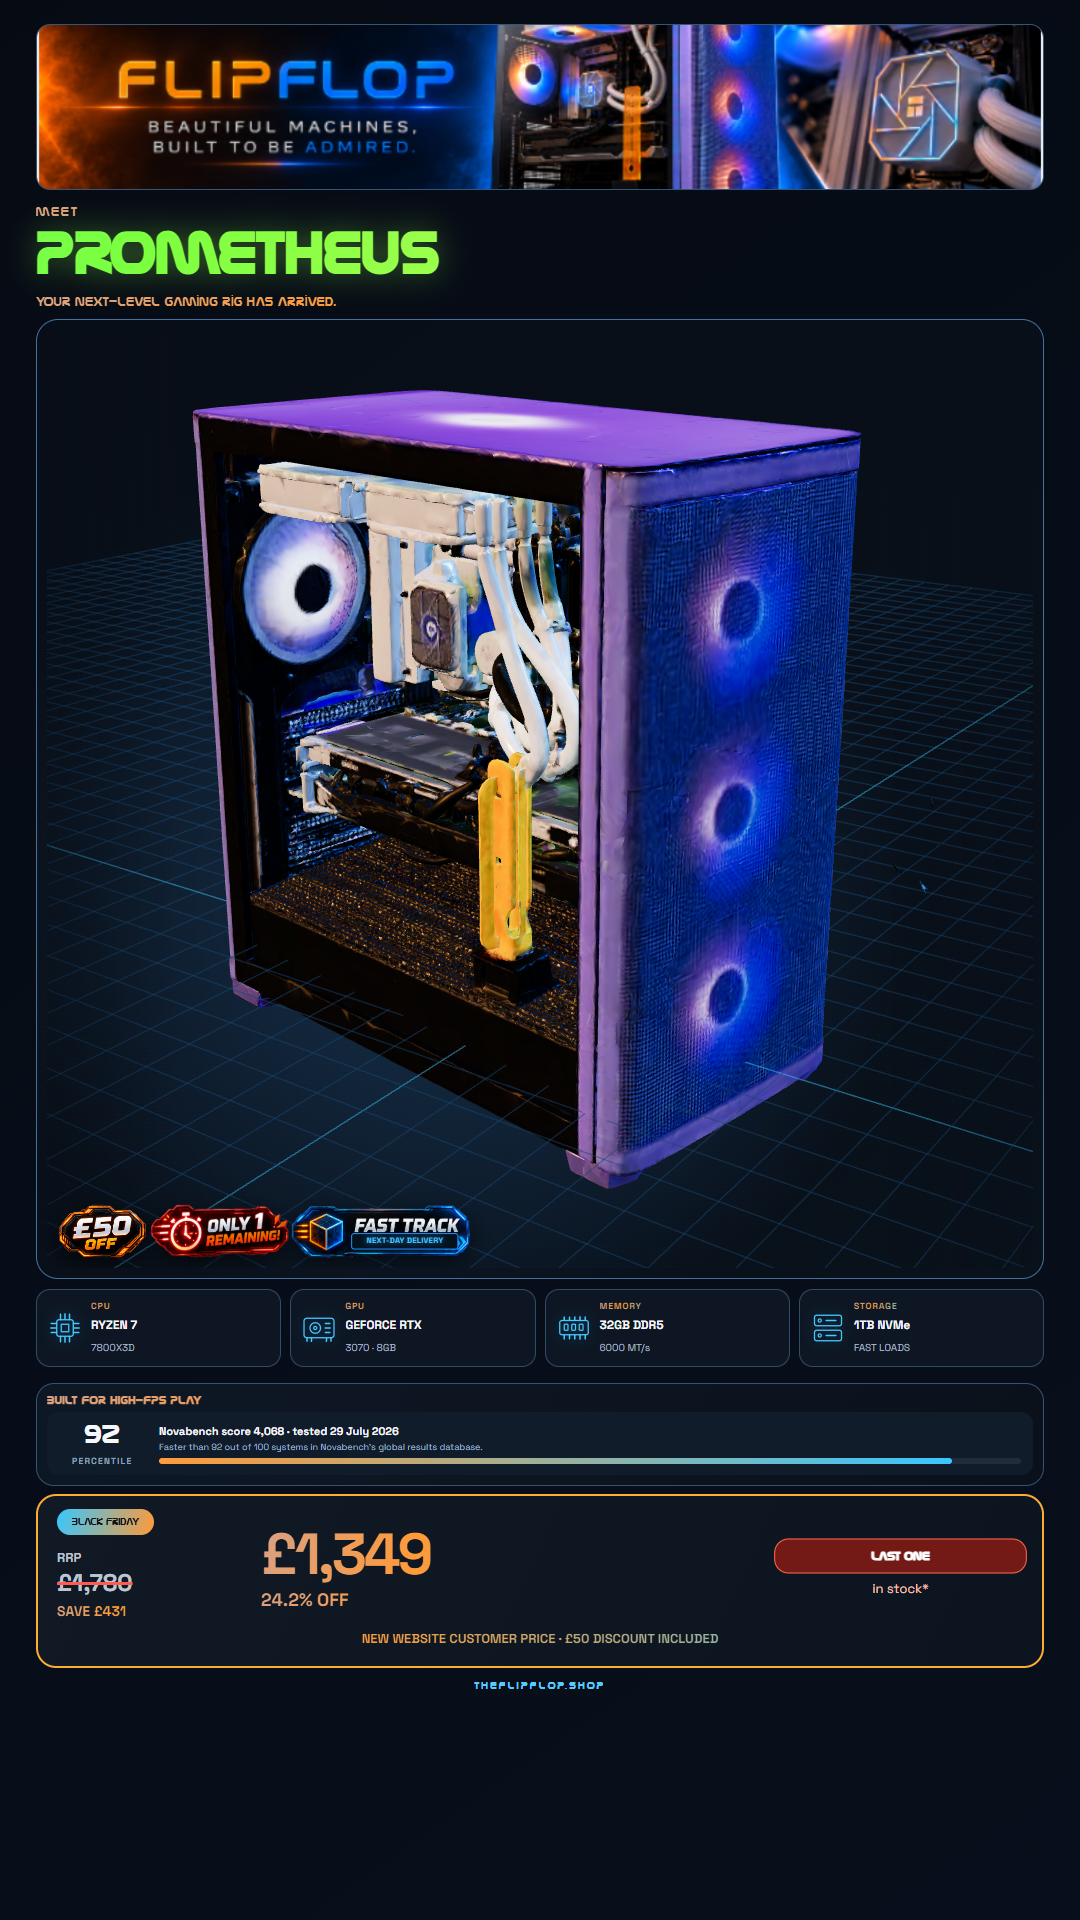 FLIPFLOP
BEAUTIFUL MACHINES,
BUILT TO BE ADMIRED.
MEET
PROMETHEUS
YOUR NEXT-LEVEL GAMING RIG HAS ARRIVED.
£50
OFF
ONLY 1
REMAINING!
FAST TRACK
NEXT-DAY DELIVERY
CPU
RYZEN 7
7800X3D
GPU
GEFORCE RTX
3070 · 8GB
MEMORY
32GB DDR5
6000 MT/s
STORAGE
1TB NVMe
FAST LOADS
BUILT FOR HIGH-FPS PLAY
92
PERCENTILE
Novabench score 4,068 · tested 29 July 2026
Faster than 92 out of 100 systems in Novabench's global results database.
BLACK FRIDAY
RRP
£1,780
SAVE £431
£1,349
24.2% OFF
LAST ONE
in stock*
NEW WEBSITE CUSTOMER PRICE · £50 DISCOUNT INCLUDED
THEFLIPFLOP.SHOP